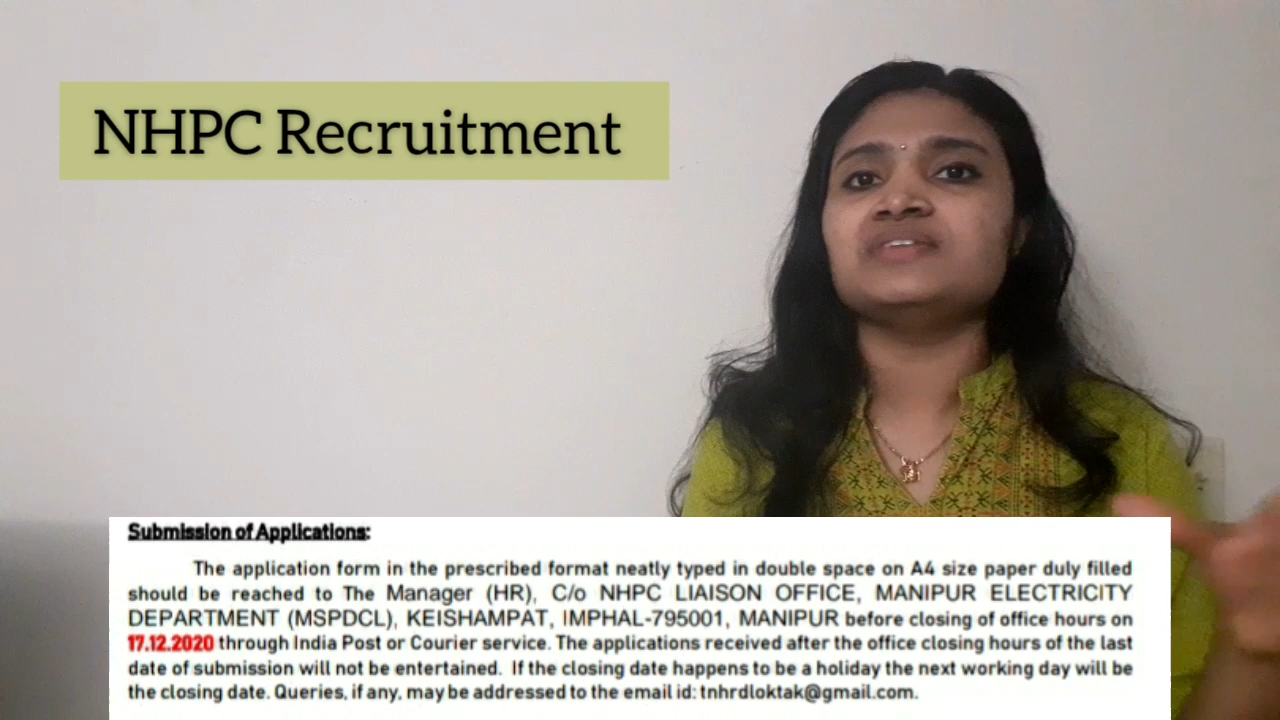 NHPC Recruitment
Submission of Applications:
The application form in the prescribed format neatly typed in double space on A4 size paper duly filled
should be reached to The Manager (HR), C/o NHPC LIAISON OFFICE, MANIPUR ELECTRICITY
DEPARTMENT (MSPDCL), KEISHAMPAT, IMPHAL-795001, MANIPUR before closing of office hours on
17.12.2020 through India Post or Courier service. The applications received after the office closing hours of the last
date of submission will not be entertained. If the closing date happens to be a holiday the next working day will be
the closing date. Queries, if any, may be addressed to the email id: tnhrdloktak@gmail.com.